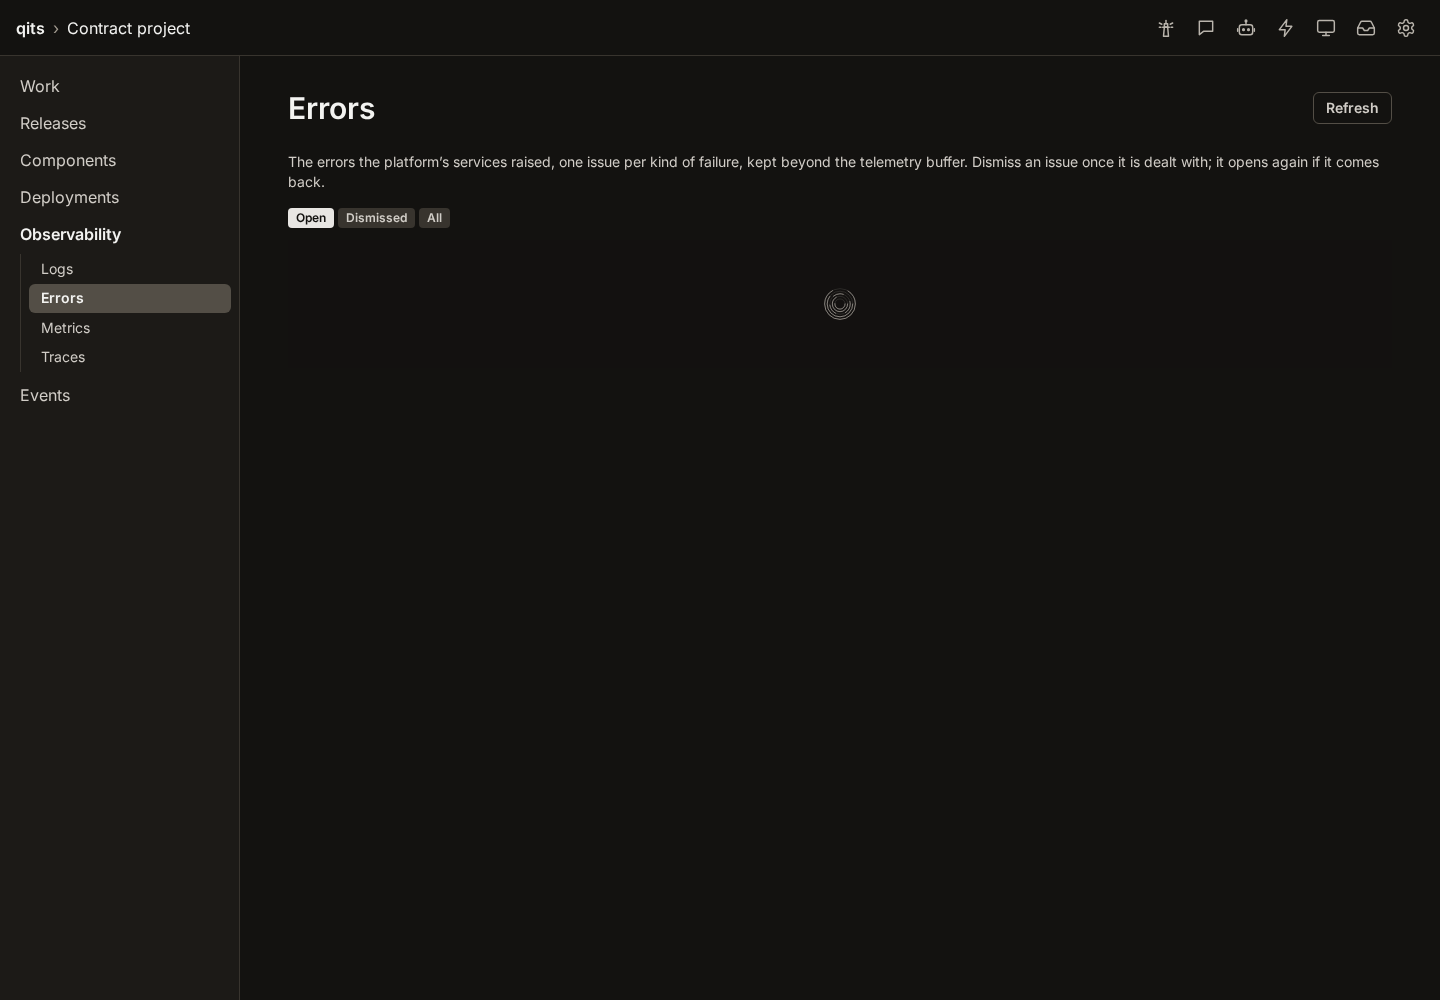 qits › Contract project
Work
Releases
Components
Deployments
Observability
Logs
Errors
Metrics
Traces
Events
Errors
Refresh
The errors the platform’s services raised, one issue per kind of failure, kept beyond the telemetry buffer. Dismiss an issue once it is dealt with; it opens again if it comes
back.
Open Dismissed All